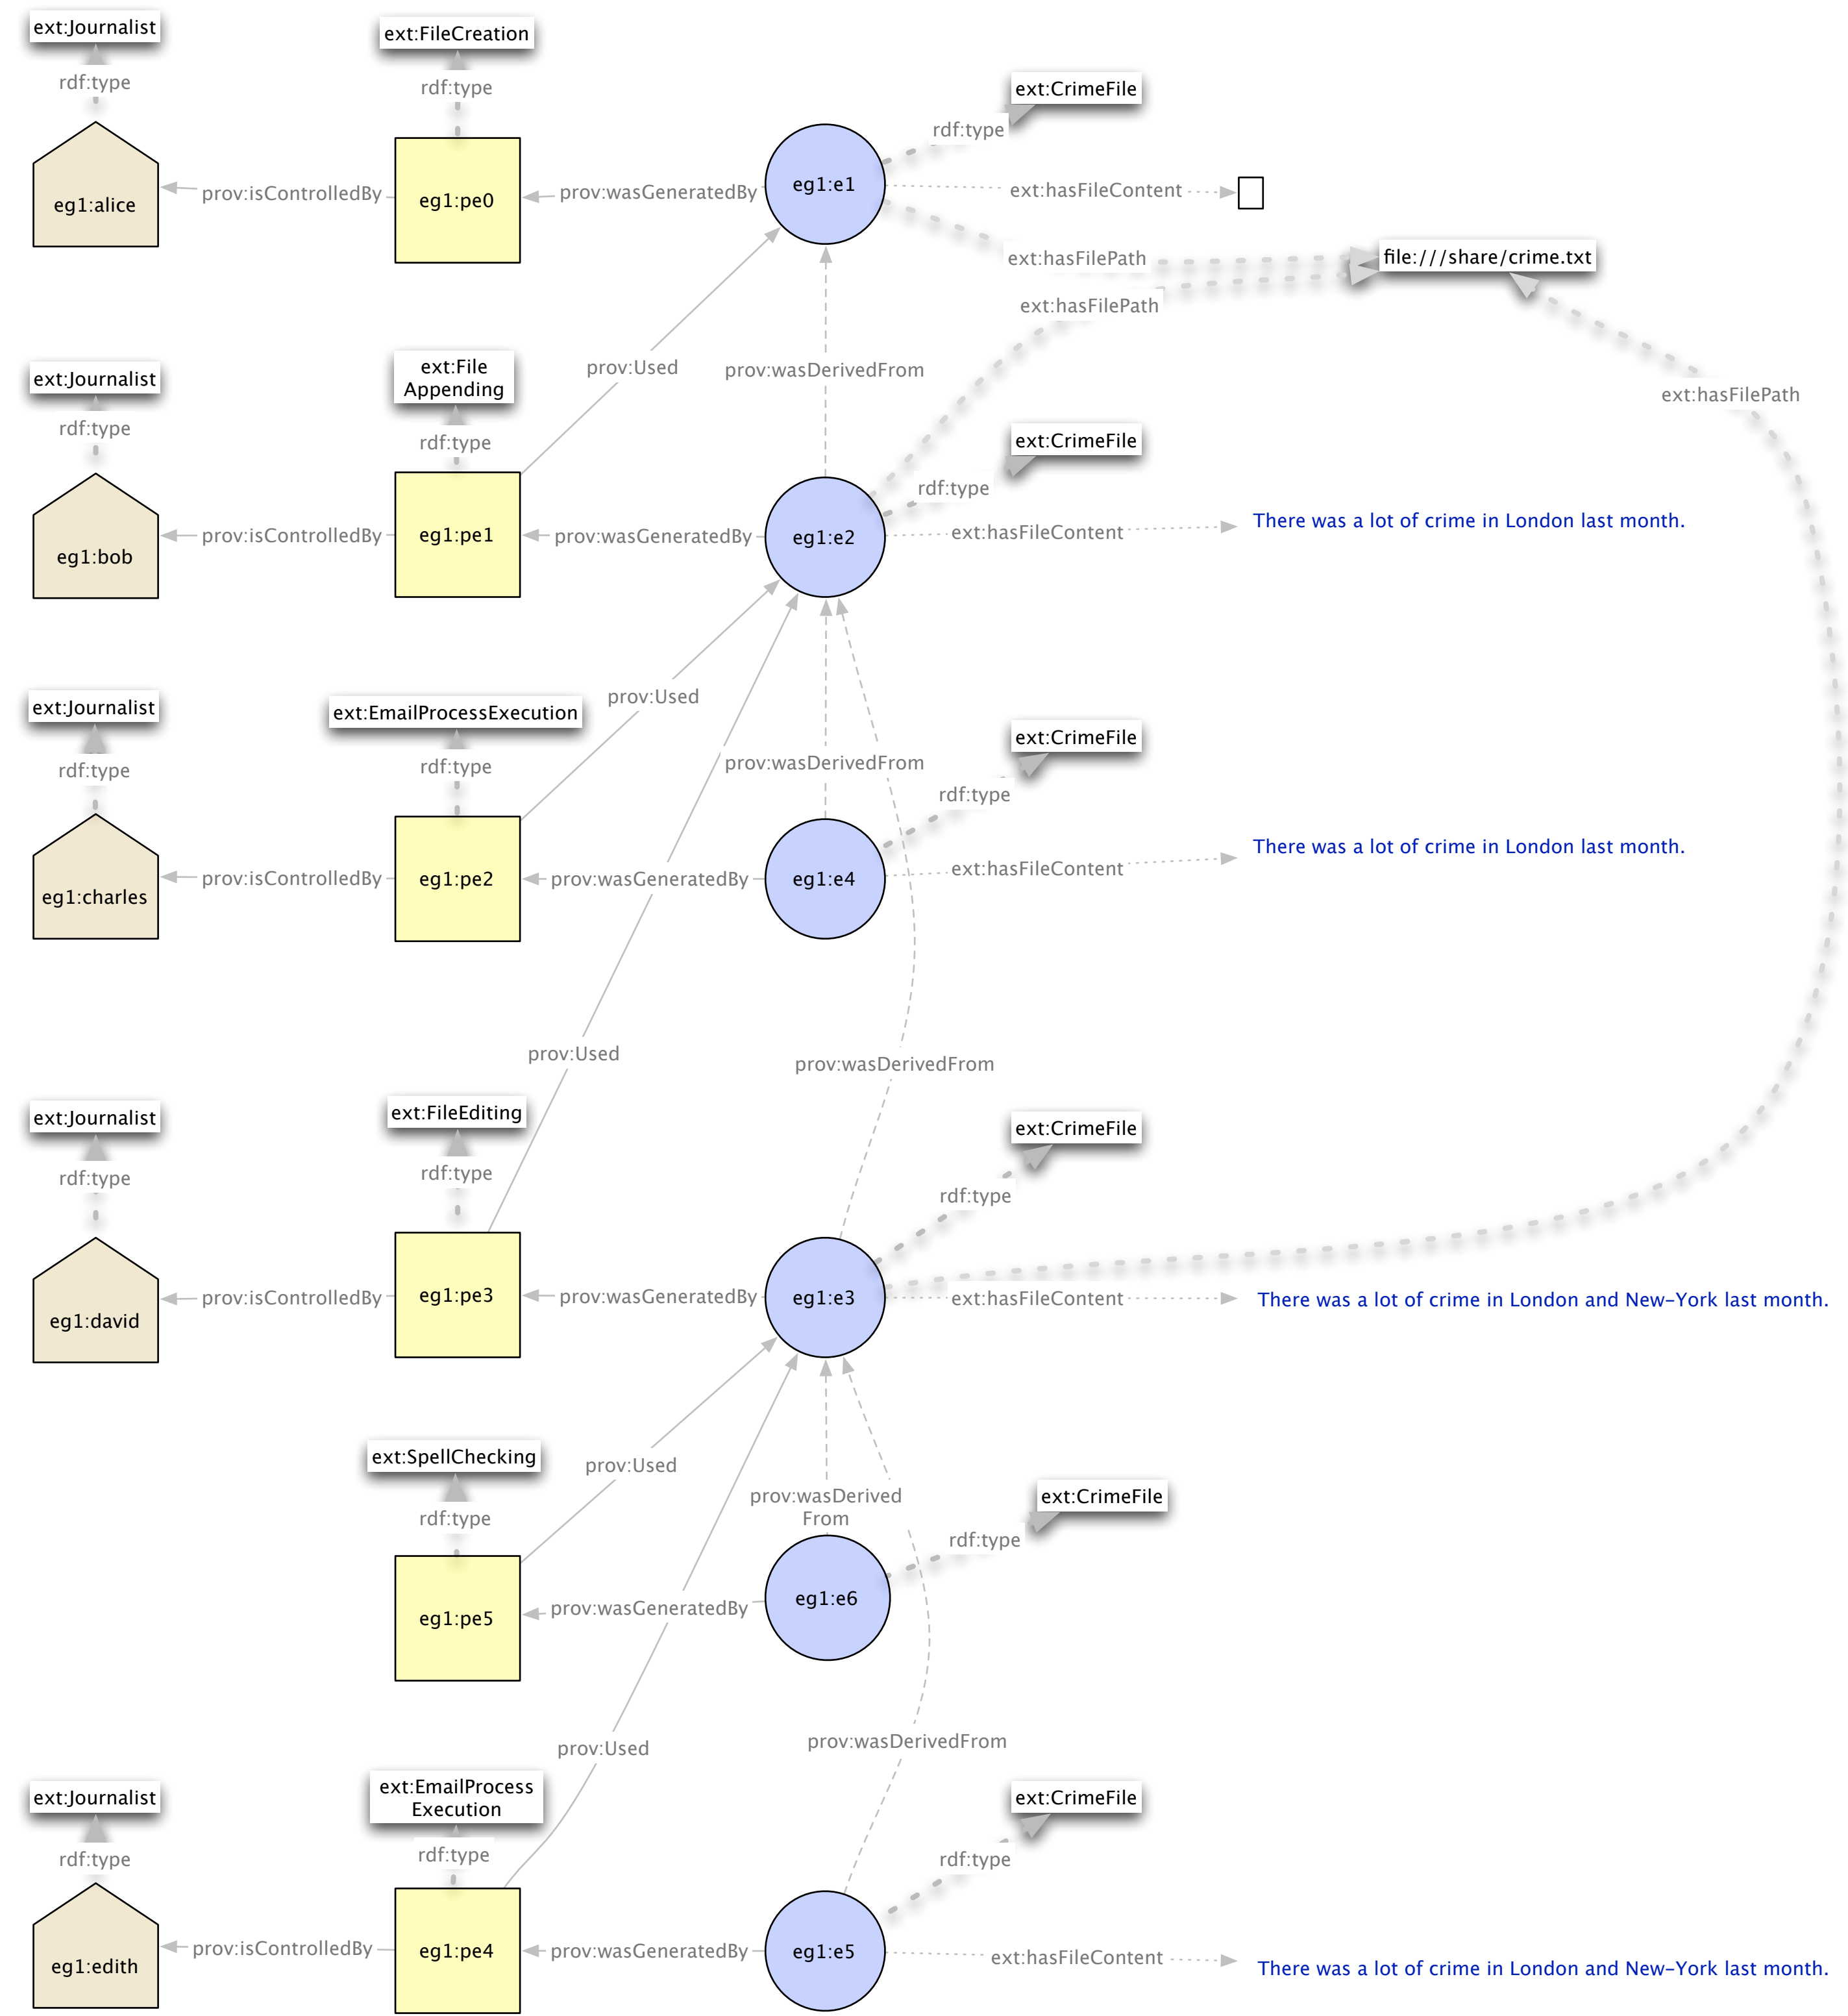 ext:Journalist
ext:FileCreation
rdf:type
rdf:type
ext:CrimeFile
rdf:type
eg1:alice
prov:isControlledBy
eg1:pe0
prov:wasGeneratedBy
eg1:e1
ext:hasFileContent
ext:hasFilePath
file:///share/crime.txt
ext:hasFilePath
ext:Journalist
ext:File
Appending
prov:Used
prov:wasDerivedFrom
ext:hasFilePath
rdf:type
rdf:type
ext:CrimeFile
rdf:type
eg1:bob
prov:isControlledBy
eg1:pe1
prov:wasGeneratedBy
eg1:e2
ext:hasFileContent
There was a lot of crime in London last month.
ext:Journalist
ext:EmailProcessExecution
prov:Used
rdf:type
rdf:type
prov:wasDerivedFrom
ext:CrimeFile
rdf:type
eg1:charles
prov:isControlledBy
eg1:pe2
prov:wasGeneratedBy
eg1:e4
ext:hasFileContent
There was a lot of crime in London last month.
prov:Used
prov:wasDerivedFrom
ext:Journalist
ext:FileEditing
ext:CrimeFile
rdf:type
rdf:type
rdf:type
eg1:david
prov:isControlledBy
eg1:pe3
prov:wasGeneratedBy
eg1:e3
ext:hasFileContent
There was a lot of crime in London and New-York last month.
ext:SpellChecking
prov:Used
prov:wasDerived
From
ext:CrimeFile
rdf:type
rdf:type
eg1:pe5
prov:wasGeneratedBy
eg1:e6
prov:Used
prov:wasDerivedFrom
ext:Journalist
ext:EmailProcess
Execution
ext:CrimeFile
rdf:type
rdf:type
rdf:type
eg1:edith
prov:isControlledBy
eg1:pe4
prov:wasGeneratedBy
eg1:e5
ext:hasFileContent
There was a lot of crime in London and New-York last month.